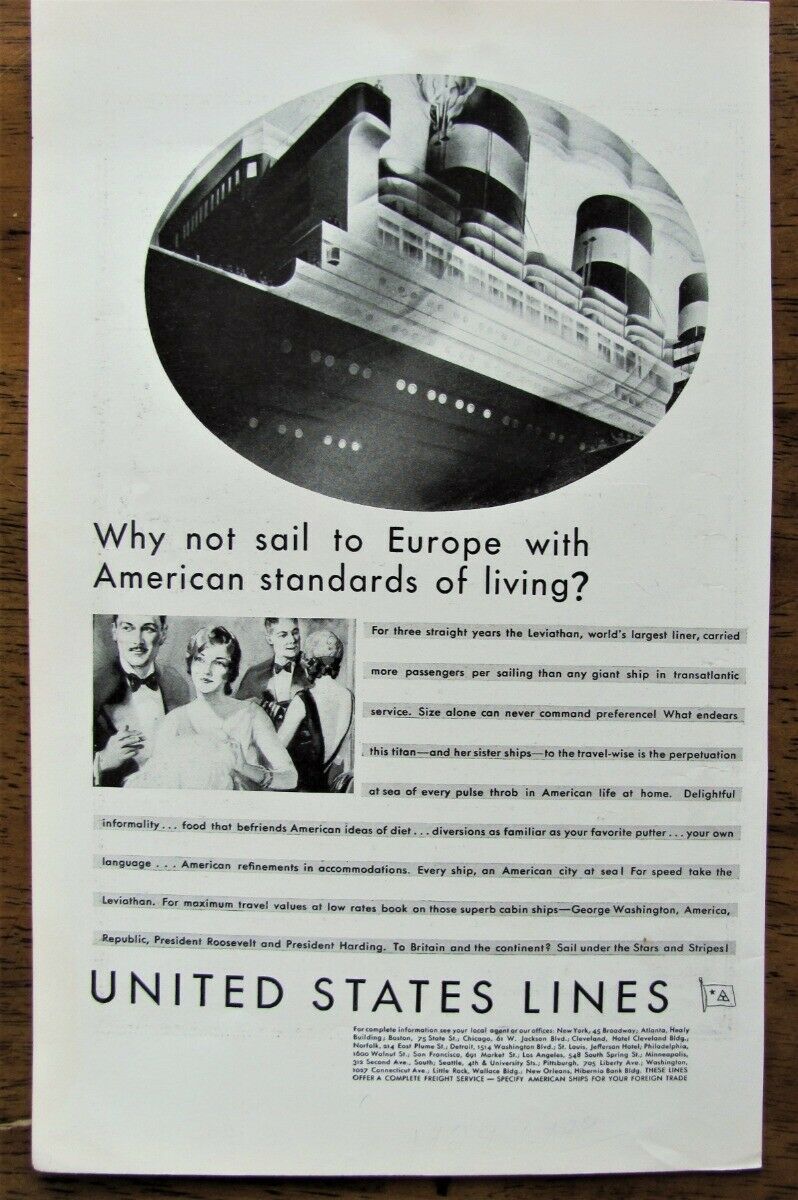 Why not sail to Europe with
American standards of living?
For three straight years the Leviathan, world's largest liner, carried
more passengers per sailing than any giant ship in transatlantic
service. Size alone can never command preference! What endears
this titan—and her sister ships—to the travel-wise is the perpetuation
at sea of every pulse throb in American life at home. Delightful
informality... food that befriends American ideas of diet... diversions as familiar as your favorite putter... your own
language... American refinements in accommodations. Every ship, an American city at sea! For speed take the
Leviathan. For maximum travel values at low rates book on those superb cabin ships—George Washington, America,
Republic, President Roosevelt and President Harding. To Britain and the continent? Sail under the Stars and Stripes!
UNITED STATES LINES
For complete information see your local agent or our offices: New York, 45 Broadway; Atlanta, Healy
Building; Boston, 75 State St.; Chicago, 61 W. Jackson Blvd.; Cleveland, Hotel Cleveland Bldg.,
Norfolk, 214 East Plume St.; Detroit, 1514 Washington Blvd.; St. Louis, Jefferson Hotel; Philadelphia,
1600 Walnut St.; San Francisco, 691 Market St.; Los Angeles, 548 South Spring St.; Minneapolis,
312 Second Ave., South; Seattle, 4th & University Sts.; Pittsburgh, 705 Liberty Ave.; Washington,
1027 Connecticut Ave.; Little Rock, Wallace Bldg.; New Orleans, Hibernia Bank Bldg. THESE LINES
OFFER A COMPLETE FREIGHT SERVICE — SPECIFY AMERICAN SHIPS FOR YOUR FOREIGN TRADE